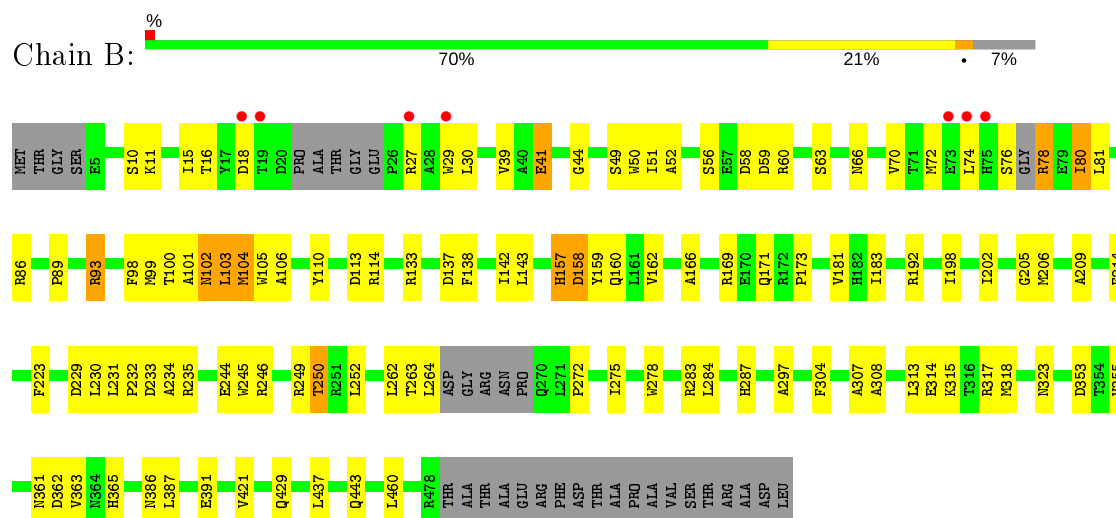 %
Chain B:
70% 21% • 7%
MET THR GLY SER E5 S10 K11 I15 T16 Y17 D18 T19 D20 PRO ALA THR GLY GLU P26 R27 A28 W29 L30 V39 A40 E41 G44 S49 W50 I51 A52 S56 E57 D58 D59 R60 S63 N66 V70 T71 M72 E73 L74 H75 S76 GLY R78 E79 I80 L81
R86 P89 R93 F98 M99 T100 A101 N102 L103 M104 W105 A106 Y110 D113 R114 R133 D137 F138 I142 L143 H157 D158 Y159 Q160 L161 V162 A166 R169 E170 Q171 R172 P173 V181 H182 I183 R192 I198 I202 G205 M206 A209
F223 D229 L230 L231 P232 D233 A234 R235 E244 W245 R246 R249 T250 R251 L252 L262 T263 L264 ASP GLY ARG ASN PRO Q270 L271 P272 I275 W278 R283 L284 H287 A297 F304 A307 A308 L313 E314 K315 T316 R317 M318 N323 D353 T354
N361 D362 V363 N364 H365 N386 L387 E391 V421 Q429 L437 Q443 L460 R478 THR ALA THR ALA GLU ARG PHE ASP THR ALA PRO ALA VAL SER THR ARG ALA ASP LEU